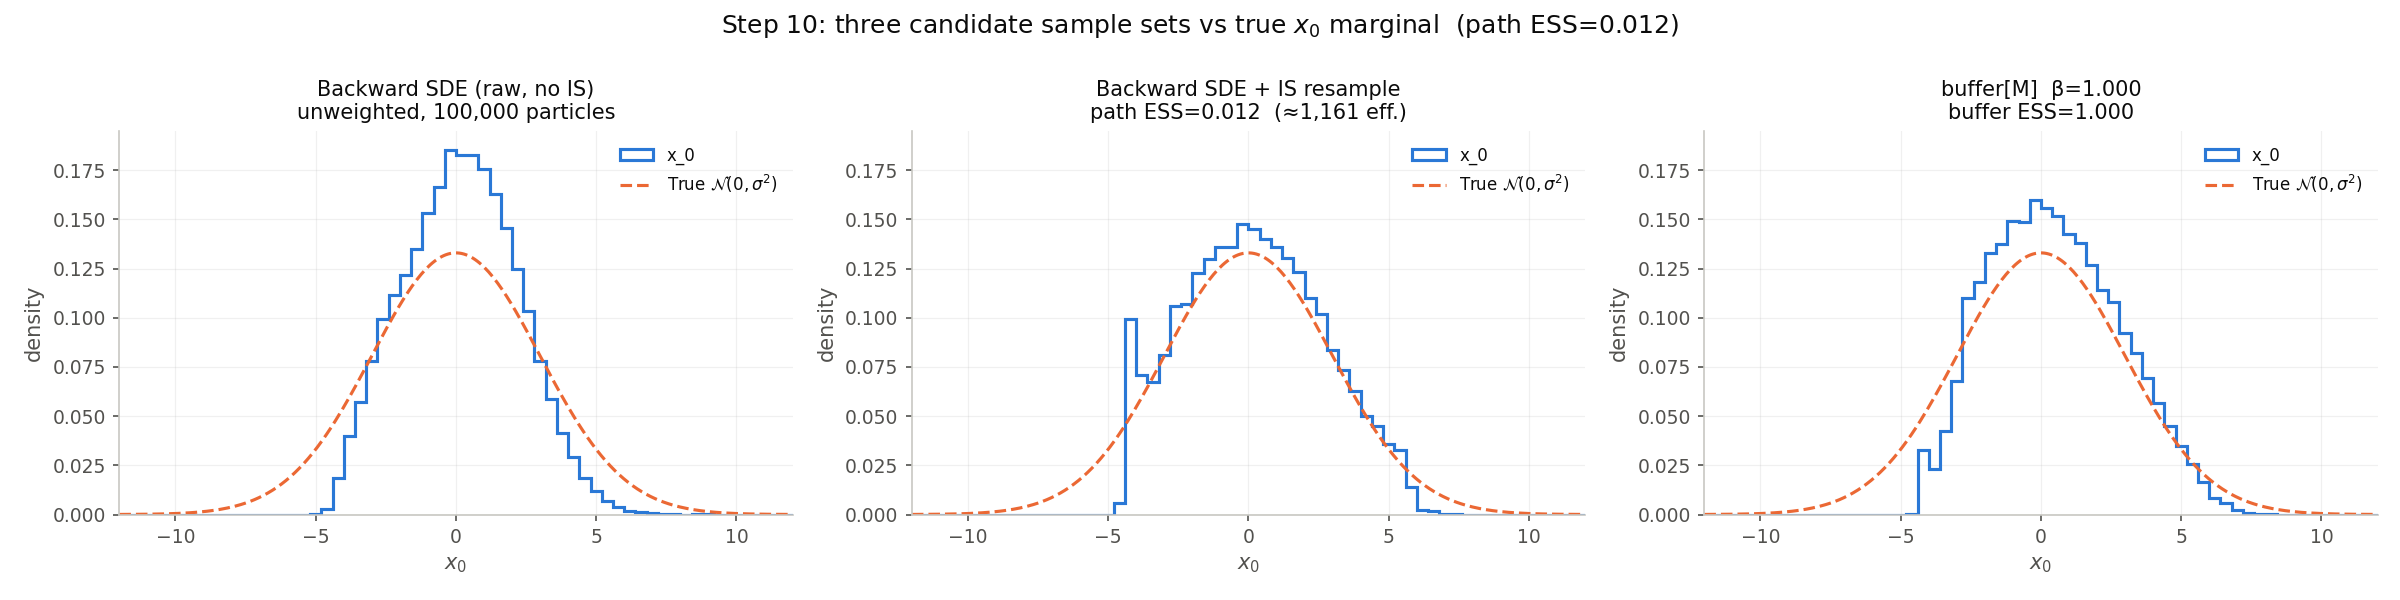 Step 10: three candidate sample sets vs true x₀ marginal (path ESS=0.012)
Backward SDE (raw, no IS)
unweighted, 100,000 particles
density
0.175
0.150
0.125
0.100
0.075
0.050
0.025
0.000
x_0
True 𝒩(0, σ²)
−10
−5
0
5
10
x₀
Backward SDE + IS resample
path ESS=0.012 (≈1,161 eff.)
density
0.175
0.150
0.125
0.100
0.075
0.050
0.025
0.000
x_0
True 𝒩(0, σ²)
−10
−5
0
5
10
x₀
buffer[M] β=1.000
buffer ESS=1.000
density
0.175
0.150
0.125
0.100
0.075
0.050
0.025
0.000
x_0
True 𝒩(0, σ²)
−10
−5
0
5
10
x₀